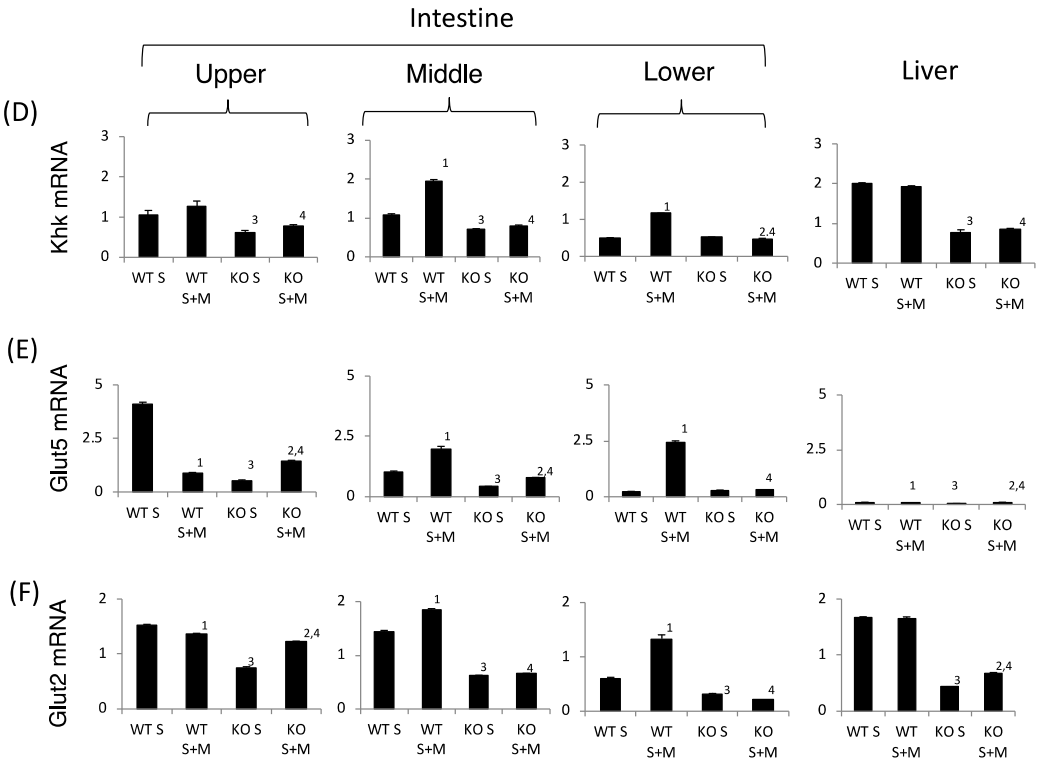 Intestine
Upper Middle Lower Liver
(D)
Khk mRNA
3 3 3 3
2 2 2 2
1 1 1 1
0 0 0 0
3 4 1 3 4 1 2,4 3 4
WT S WT S+M KO S KO S+M
WT S WT S+M KO S KO S+M
WT S WT S+M KO S KO S+M
WT S WT S+M KO S KO S+M
(E)
Glut5 mRNA
5 5 5 5
2.5 2.5 2.5 2.5
0 0 0 0
1 3 2,4 1 3 2,4 1 4 1 3 2,4
WT S WT S+M KO S KO S+M
WT S WT S+M KO S KO S+M
WT S WT S+M KO S KO S+M
WT S WT S+M KO S KO S+M
(F)
Glut2 mRNA
2 2 2 2
1 1 1 1
0 0 0 0
1 3 2,4 1 3 4 1 3 4 3 2,4
WT S WT S+M KO S KO S+M
WT S WT S+M KO S KO S+M
WT S WT S+M KO S KO S+M
WT S WT S+M KO S KO S+M